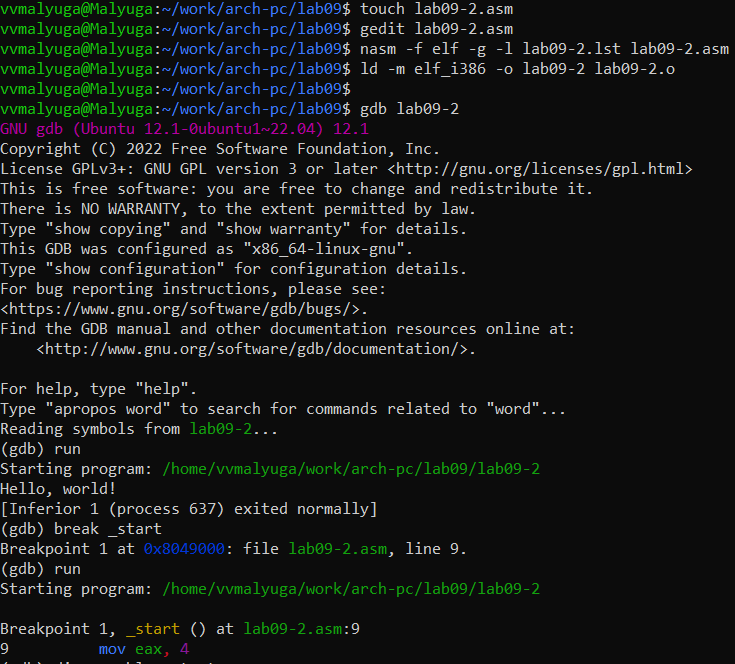 vvmalyuga@Malyuga:~/work/arch-pc/lab09$ touch lab09-2.asm
vvmalyuga@Malyuga:~/work/arch-pc/lab09$ gedit lab09-2.asm
vvmalyuga@Malyuga:~/work/arch-pc/lab09$ nasm -f elf -g -l lab09-2.lst lab09-2.asm
vvmalyuga@Malyuga:~/work/arch-pc/lab09$ ld -m elf_i386 -o lab09-2 lab09-2.o
vvmalyuga@Malyuga:~/work/arch-pc/lab09$
vvmalyuga@Malyuga:~/work/arch-pc/lab09$ gdb lab09-2
GNU gdb (Ubuntu 12.1-0ubuntu1~22.04) 12.1
Copyright (C) 2022 Free Software Foundation, Inc.
License GPLv3+: GNU GPL version 3 or later <http://gnu.org/licenses/gpl.html>
This is free software: you are free to change and redistribute it.
There is NO WARRANTY, to the extent permitted by law.
Type "show copying" and "show warranty" for details.
This GDB was configured as "x86_64-linux-gnu".
Type "show configuration" for configuration details.
For bug reporting instructions, please see:
<https://www.gnu.org/software/gdb/bugs/>.
Find the GDB manual and other documentation resources online at:
    <http://www.gnu.org/software/gdb/documentation/>.

For help, type "help".
Type "apropos word" to search for commands related to "word"...
Reading symbols from lab09-2...
(gdb) run
Starting program: /home/vvmalyuga/work/arch-pc/lab09/lab09-2
Hello, world!
[Inferior 1 (process 637) exited normally]
(gdb) break _start
Breakpoint 1 at 0x8049000: file lab09-2.asm, line 9.
(gdb) run
Starting program: /home/vvmalyuga/work/arch-pc/lab09/lab09-2

Breakpoint 1, _start () at lab09-2.asm:9
9           mov eax, 4